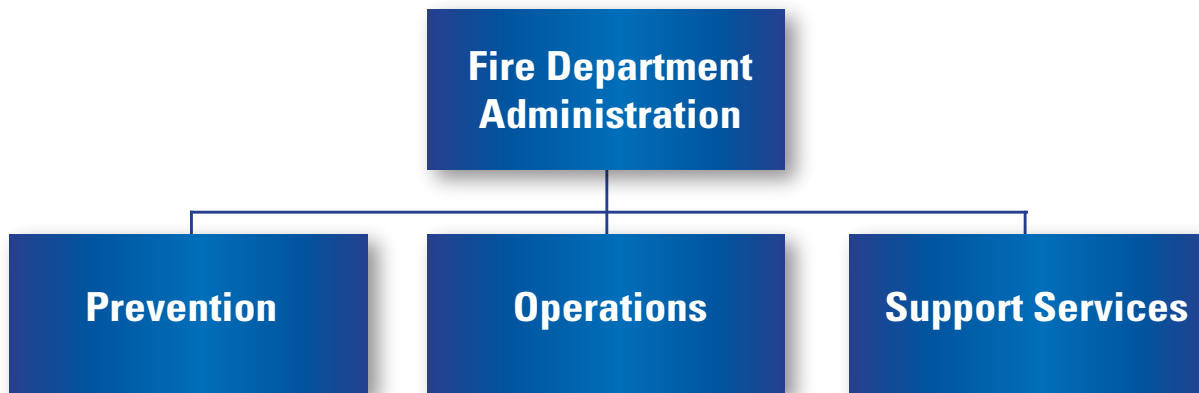 Fire Department
Administration
Prevention
Operations
Support Services